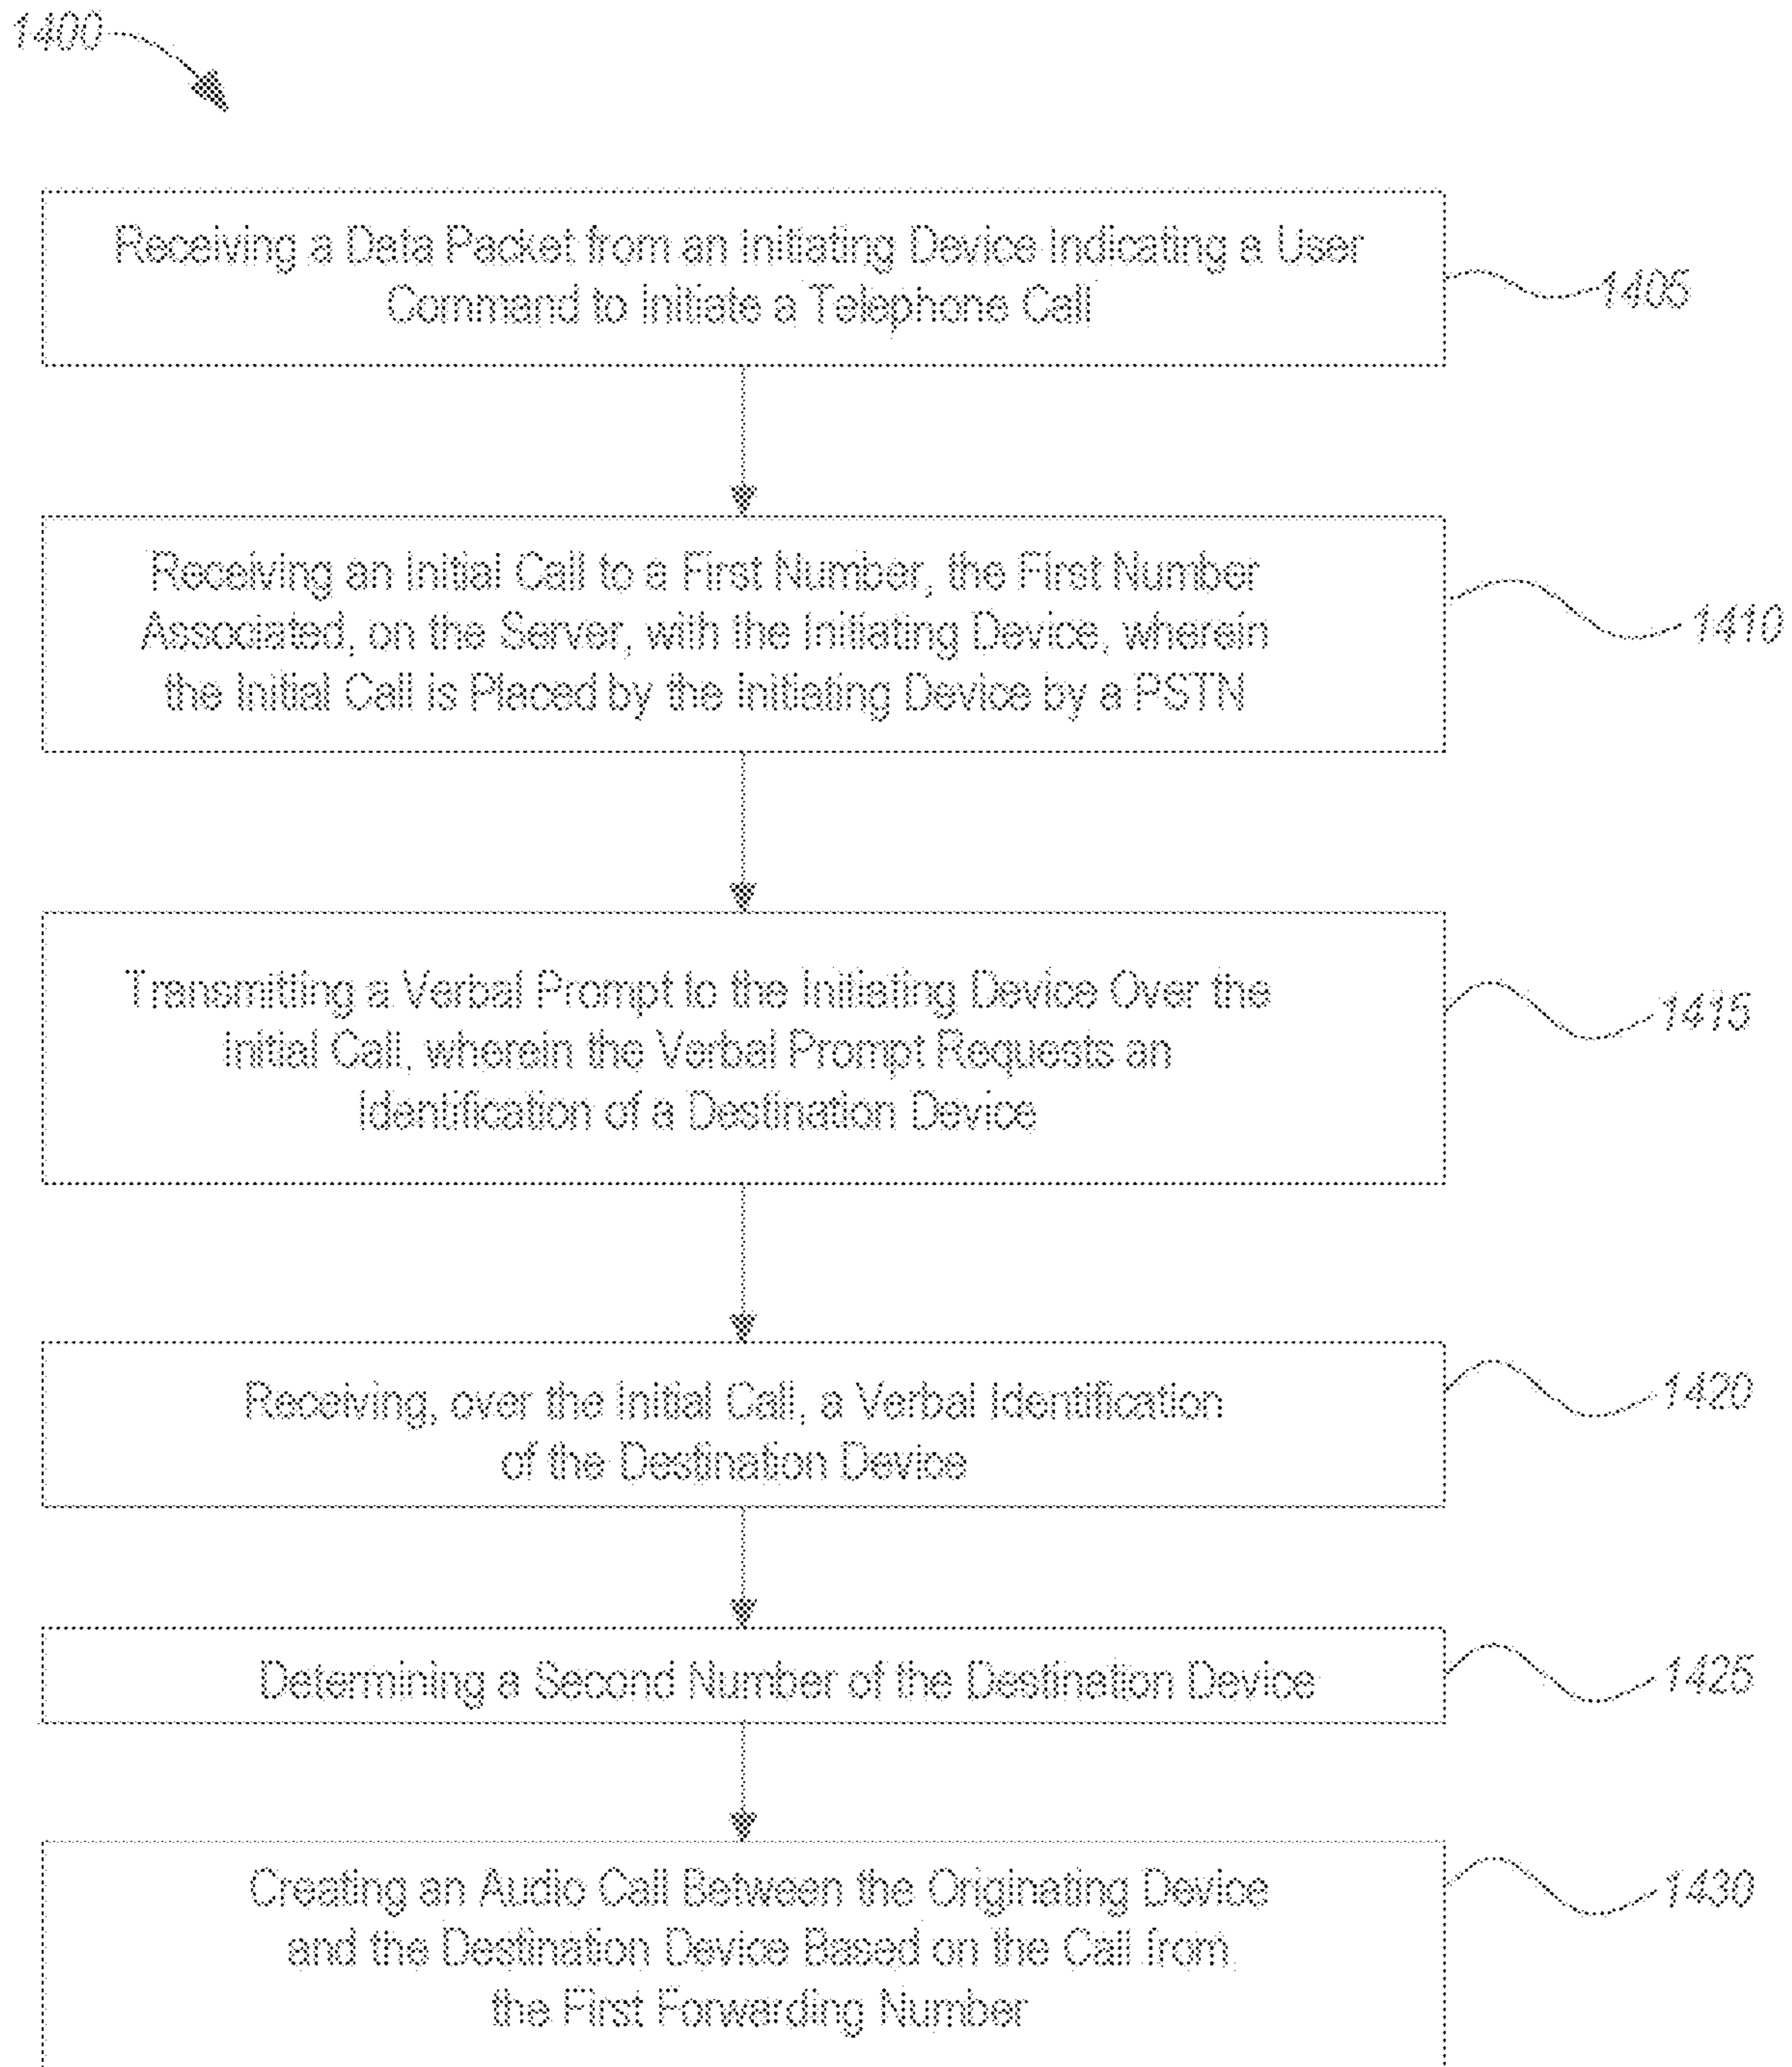 1400
Receiving a Data Packet from an Initiating Device Indicating a User
Command to Initiate a Telephone Call
1405
Receiving an Initial Call to a First Number, the First Number
Associated, on the Server, with the Initiating Device, wherein
the Initial Call is Placed by the Initiating Device by a PSTN
1410
Transmitting a Verbal Prompt to the Initiating Device Over the
Initial Call, wherein the Verbal Prompt Requests an
Identification of a Destination Device
1415
Receiving, over the Initial Call, a Verbal Identification
of the Destination Device
1420
Determining a Second Number of the Destination Device
1425
Creating an Audio Call Between the Originating Device
and the Destination Device Based on the Call from
the First Forwarding Number
1430